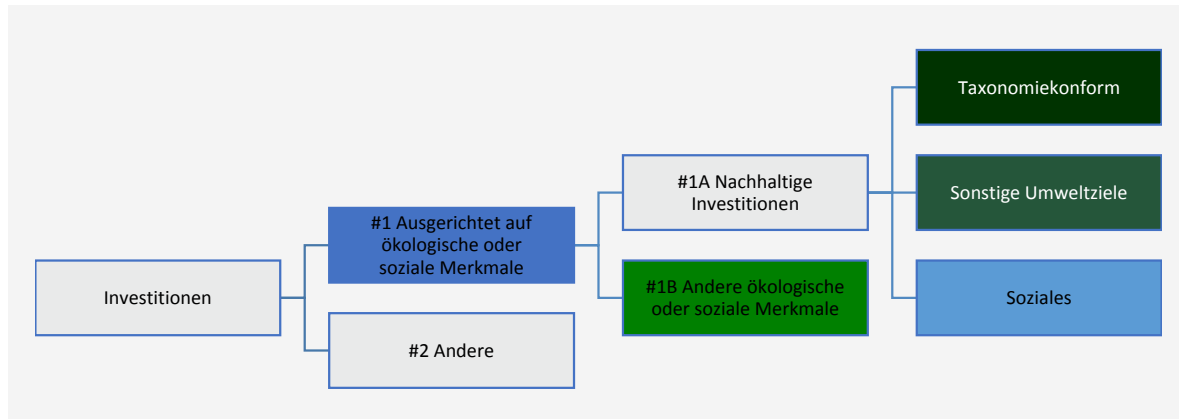 Investitionen
#1 Ausgerichtet auf
ökologische oder
soziale Merkmale
#2 Andere
#1A Nachhaltige
Investitionen
#1B Andere ökologische
oder soziale Merkmale
Taxonomiekonform
Sonstige Umweltziele
Soziales